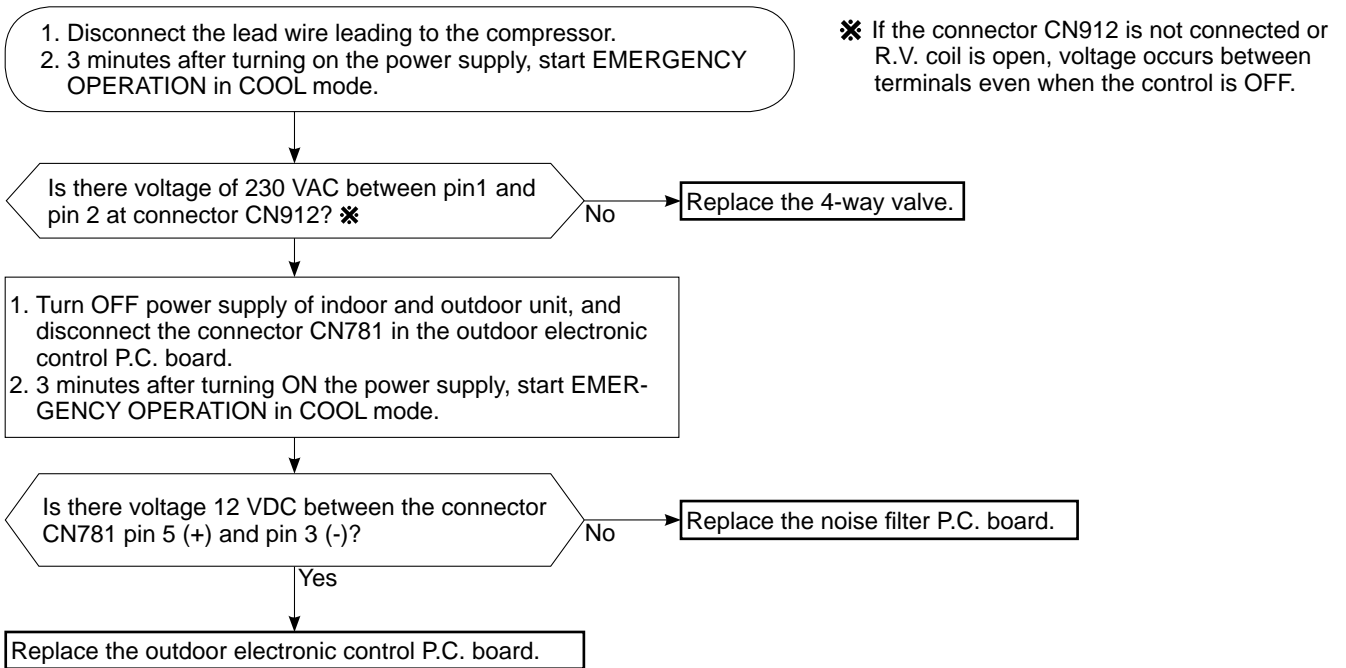 1. Disconnect the lead wire leading to the compressor.
2. 3 minutes after turning on the power supply, start EMERGENCY
OPERATION in COOL mode.
※ If the connector CN912 is not connected or
R.V. coil is open, voltage occurs between
terminals even when the control is OFF.
Is there voltage of 230 VAC between pin1 and
pin 2 at connector CN912? ※
No
Replace the 4-way valve.
1. Turn OFF power supply of indoor and outdoor unit, and
disconnect the connector CN781 in the outdoor electronic
control P.C. board.
2. 3 minutes after turning ON the power supply, start EMER-
GENCY OPERATION in COOL mode.
Is there voltage 12 VDC between the connector
CN781 pin 5 (+) and pin 3 (-)?
No
Replace the noise filter P.C. board.
Yes
Replace the outdoor electronic control P.C. board.